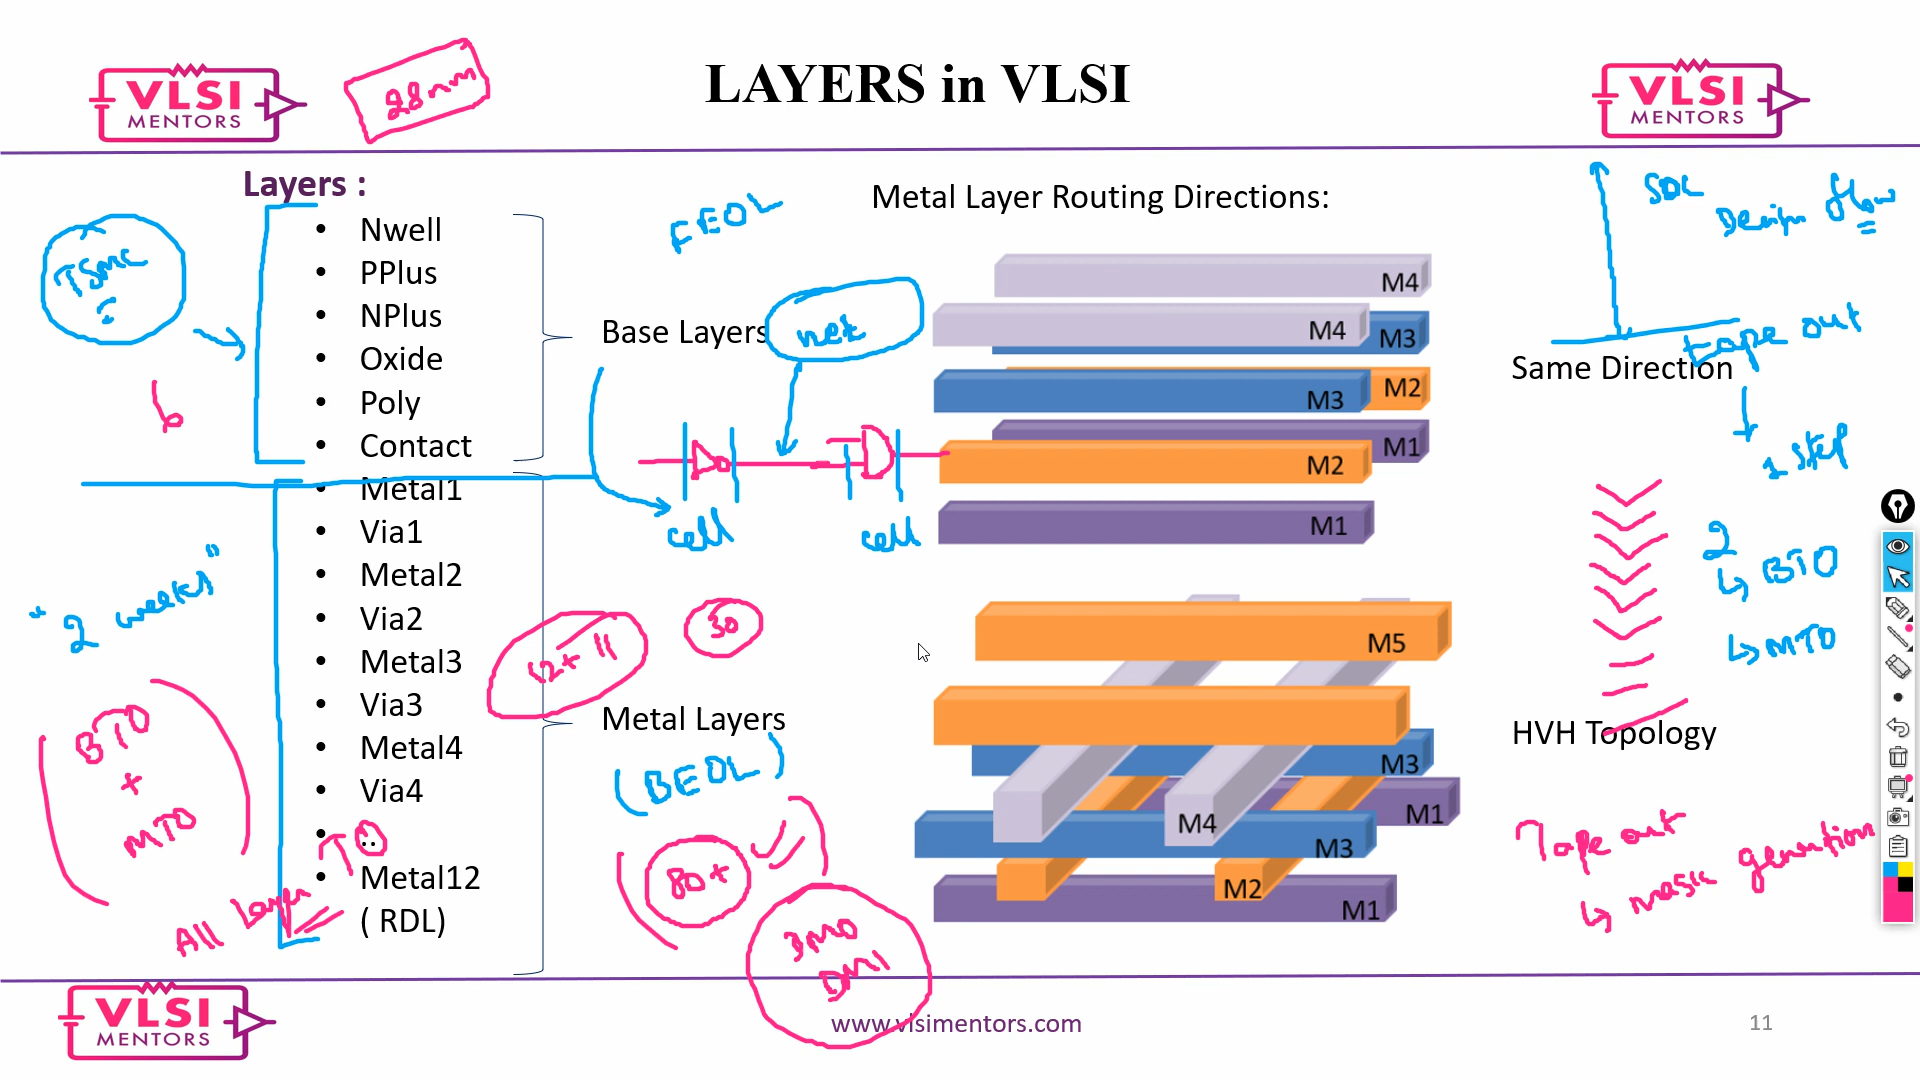 VLSI
MENTORS
28nm
LAYERS in VLSI
VLSI
MENTORS
Layers :
• Nwell
• PPlus
• NPlus
• Oxide
• Poly
• Contact
• Metal1
• Via1
• Metal2
• Via2
• Metal3
• Via3
• Metal4
• Via4
• ..
• Metal12
( RDL)
TSMC
6
"2 weeks"
BTO
+
MTO
All Layer
FEOL
Base Layers
net
cell
cell
12+ 11
30
Metal Layers
(BEOL)
80+
DM1
Metal Layer Routing Directions:
M4
M4
M3
M3
M2
M1
M2
M1
M5
M3
M1
M4
M3
M2
M1
SOC
Design flow
tape out
Same Direction
1 step
2
BTO
MTO
HVH Topology
Tape out
mask generation
VLSI
MENTORS
www.vlsimentors.com
11